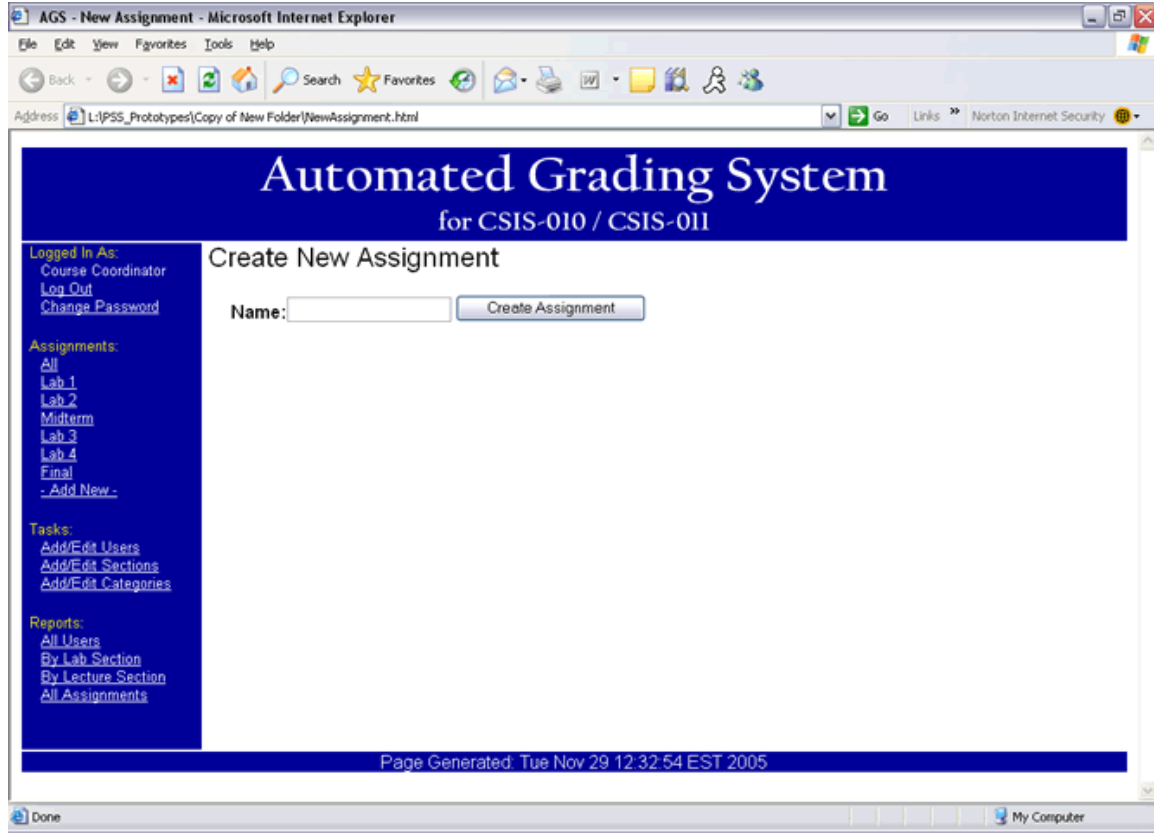 AGS - New Assignment - Microsoft Internet Explorer
File Edit View Favorites Tools Help
Back Search Favorites
Address L:\PSS_Prototypes\Copy of New Folder\NewAssignment.html Go Links » Norton Internet Security
Automated Grading System
for CSIS-010 / CSIS-011
Logged In As:
Course Coordinator
Log Out
Change Password
Assignments:
All
Lab 1
Lab 2
Midterm
Lab 3
Lab 4
Final
- Add New -
Tasks:
Add/Edit Users
Add/Edit Sections
Add/Edit Categories
Reports:
All Users
By Lab Section
By Lecture Section
All Assignments
Create New Assignment
Name: Create Assignment
Page Generated: Tue Nov 29 12:32:54 EST 2005
Done My Computer